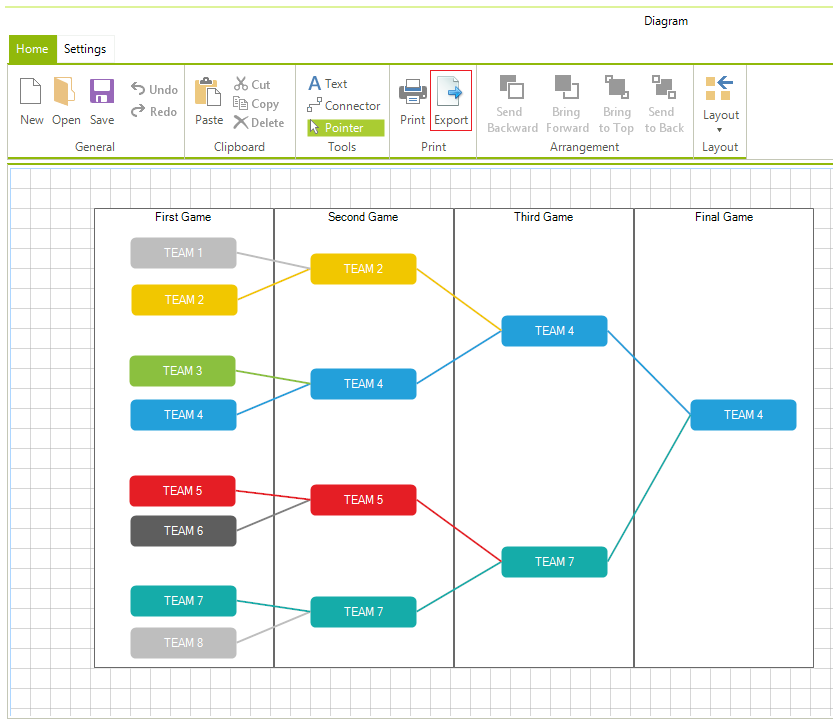 Diagram
Home Settings
New Open Save Undo Redo
General
Paste Cut Copy Delete
Clipboard
Text
Connector
Pointer
Tools
Print Export
Print
Send Backward
Bring Forward
Bring to Top
Send to Back
Arrangement
Layout
Layout
First Game Second Game Third Game Final Game
TEAM 1
TEAM 2
TEAM 2
TEAM 3
TEAM 4
TEAM 4
TEAM 4
TEAM 4
TEAM 5
TEAM 5
TEAM 6
TEAM 7
TEAM 7
TEAM 7
TEAM 8